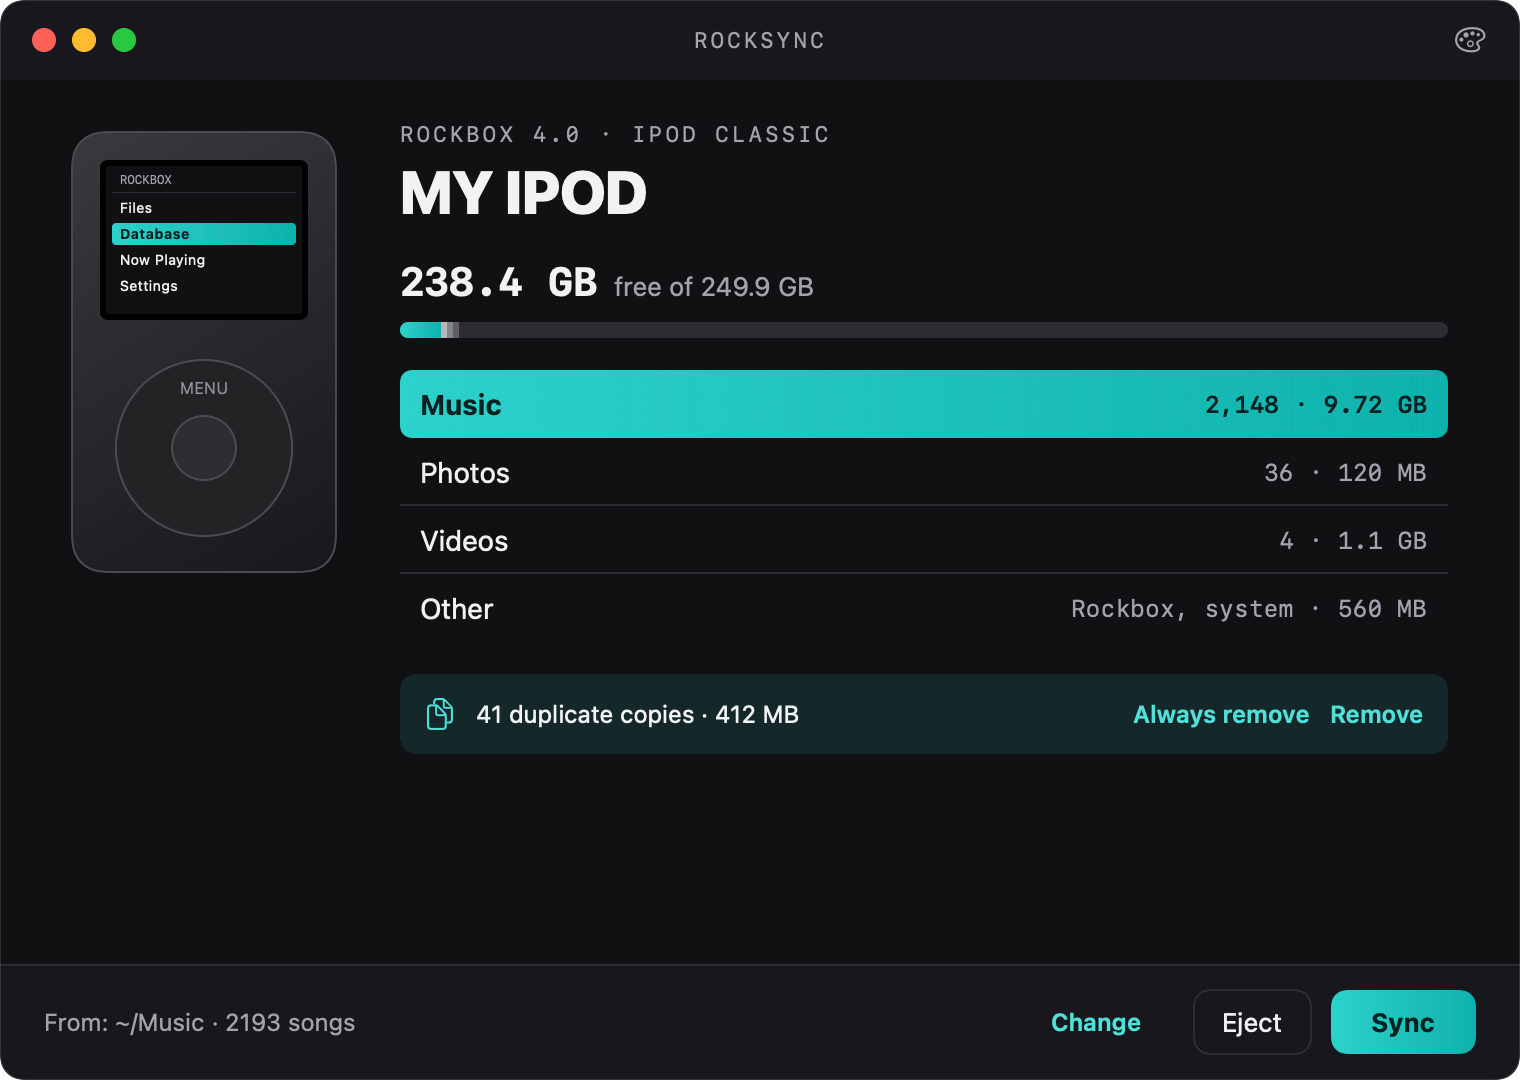 ROCKSYNC
ROCKBOX
Files
Database
Now Playing
Settings
MENU
ROCKBOX 4.0 · IPOD CLASSIC
MY IPOD
238.4 GB free of 249.9 GB
Music 2,148 · 9.72 GB
Photos 36 · 120 MB
Videos 4 · 1.1 GB
Other Rockbox, system · 560 MB
41 duplicate copies · 412 MB Always remove Remove
From: ~/Music · 2193 songs Change Eject Sync